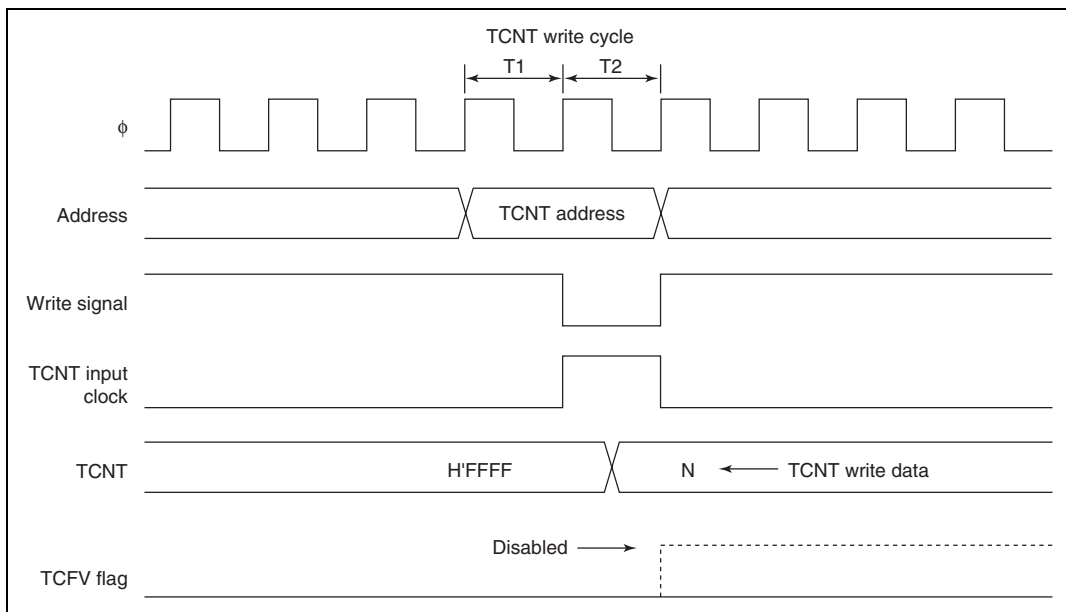 TCNT write cycle
T1 T2
ϕ
Address
TCNT address
Write signal
TCNT input
clock
TCNT
H'FFFF
N
TCNT write data
Disabled
TCFV flag